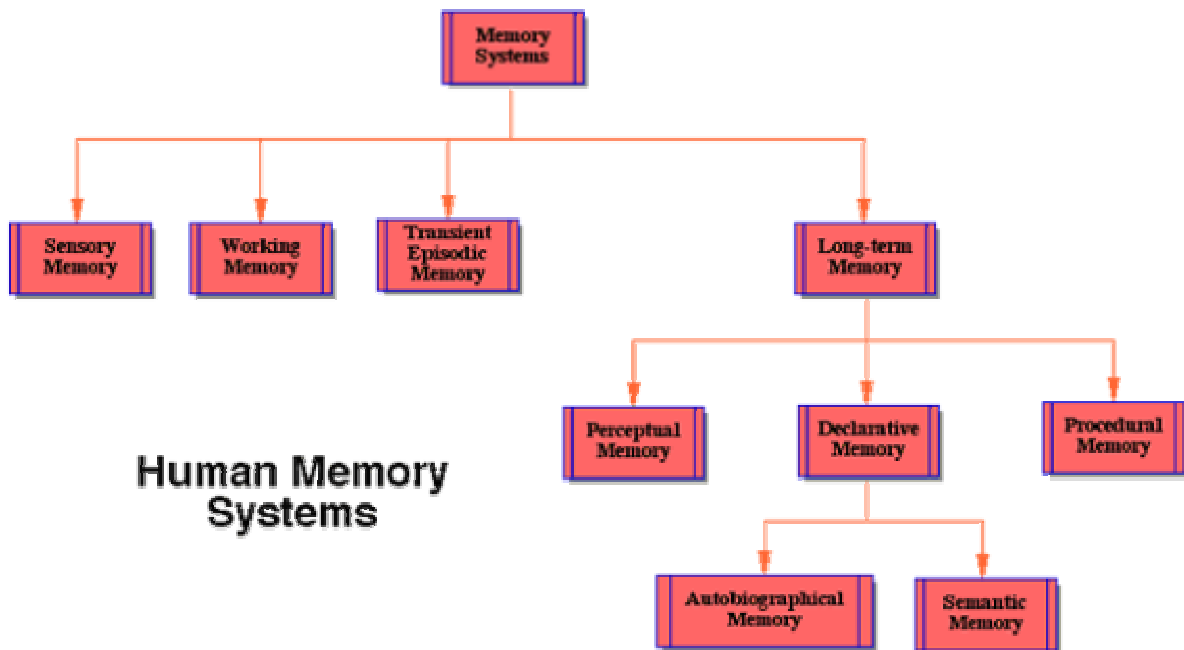 Memory
Systems
Sensory
Memory
Working
Memory
Transient
Episodic
Memory
Long-term
Memory
Perceptual
Memory
Declarative
Memory
Procedural
Memory
Human Memory
Systems
Autobiographical
Memory
Semantic
Memory